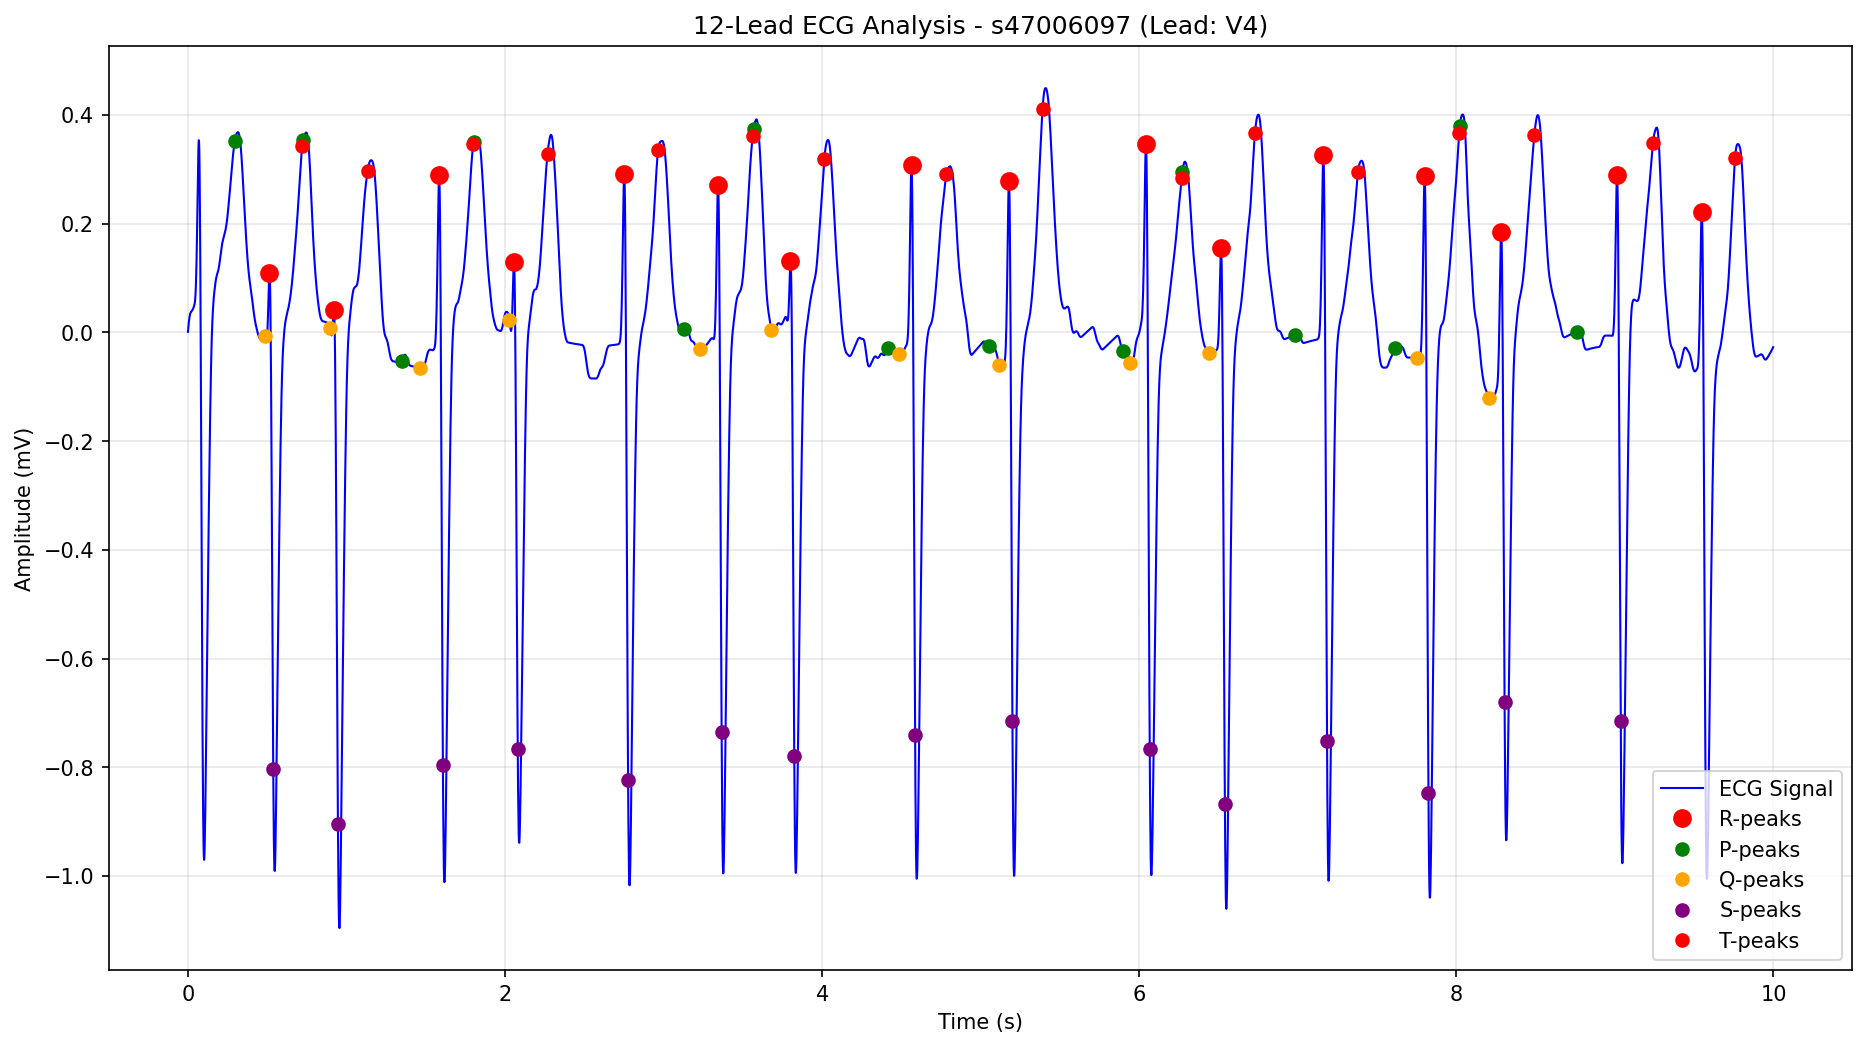 12-Lead ECG Analysis - s47006097 (Lead: V4)
Amplitude (mV)
0.4
0.2
0.0
−0.2
−0.4
−0.6
−0.8
−1.0
0 2 4 6 8 10
Time (s)
ECG Signal
R-peaks
P-peaks
Q-peaks
S-peaks
T-peaks